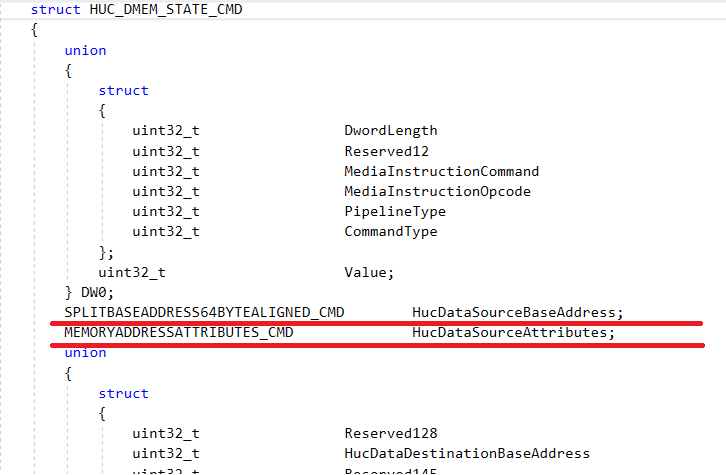 struct HUC_DMEM_STATE_CMD
{
union
{
struct
{
uint32_t DwordLength
uint32_t Reserved12
uint32_t MediaInstructionCommand
uint32_t MediaInstructionOpcode
uint32_t PipelineType
uint32_t CommandType
};
uint32_t Value;
} DW0;
SPLITBASEADDRESS64BYTEALIGNED_CMD HucDataSourceBaseAddress;
MEMORYADDRESSATTRIBUTES_CMD HucDataSourceAttributes;
union
{
struct
{
uint32_t Reserved128
uint32_t HucDataDestinationBaseAddress
uint32_t Reserved145